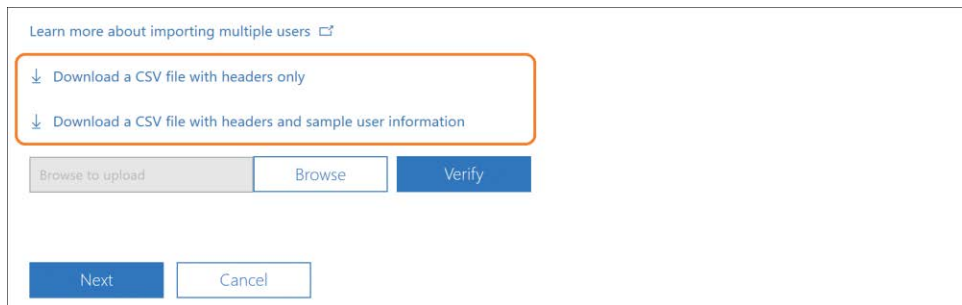 Learn more about importing multiple users
Download a CSV file with headers only
Download a CSV file with headers and sample user information
Browse to upload Browse Verify
Next Cancel